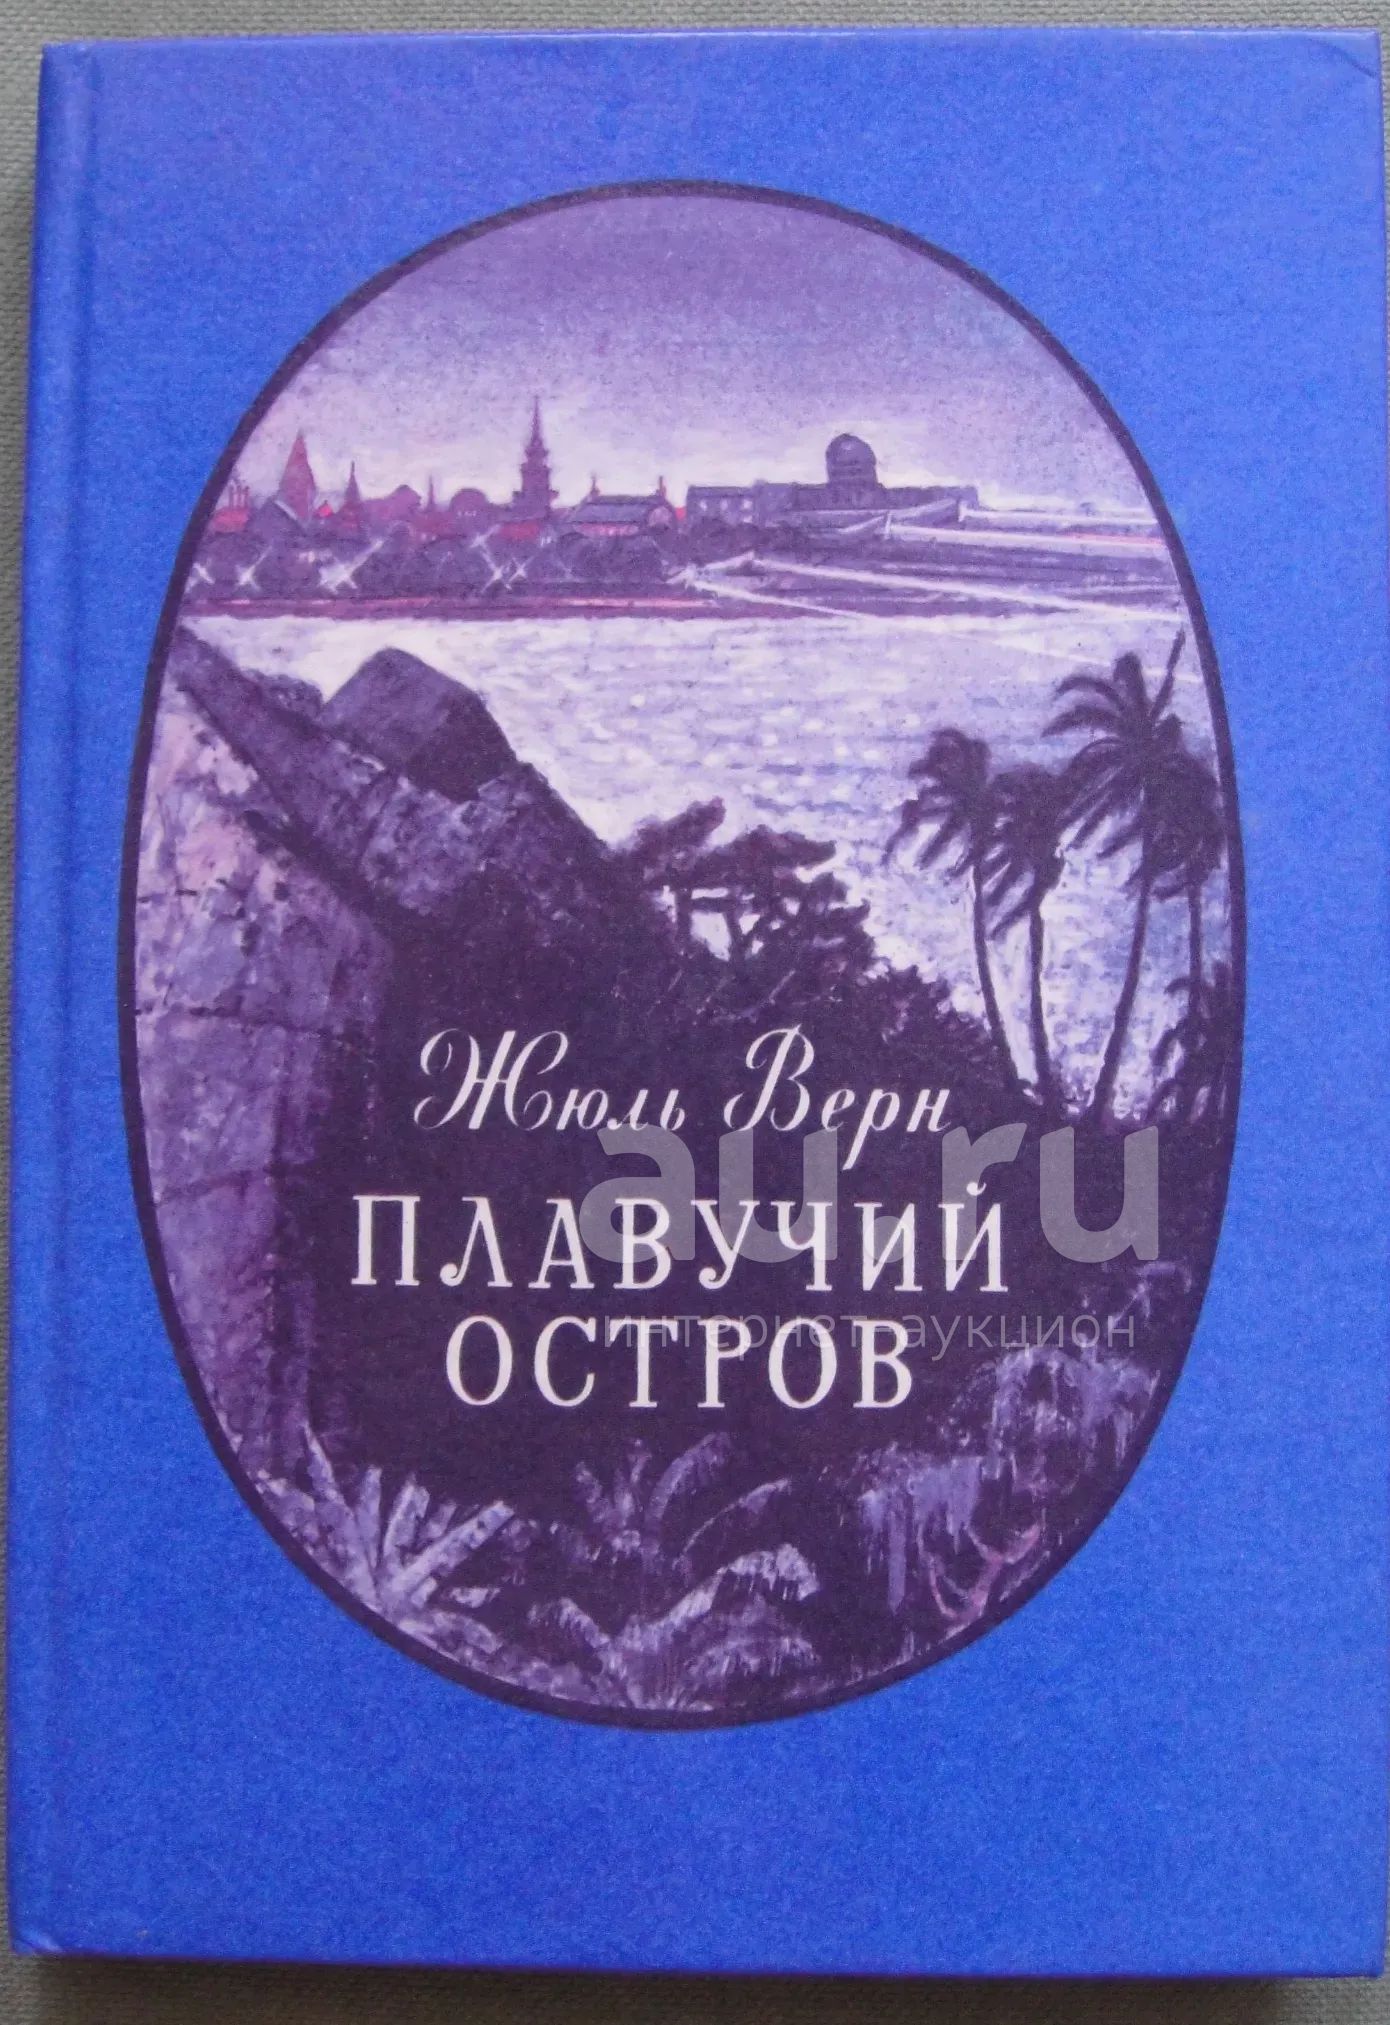 Жюль Верн
au.ru
ПЛАВУЧИЙ
интернет-аукцион
ОСТРОВ